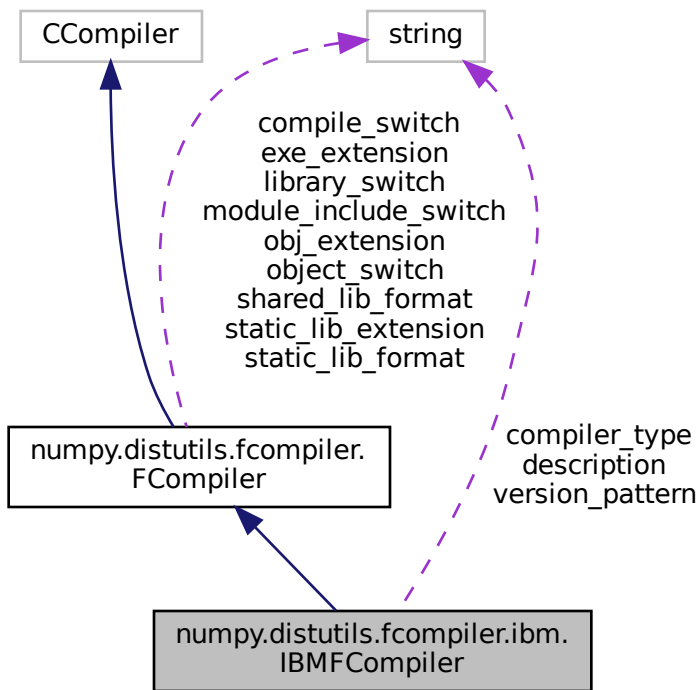 CCompiler
string
compile_switch
exe_extension
library_switch
module_include_switch
obj_extension
object_switch
shared_lib_format
static_lib_extension
static_lib_format
numpy.distutils.fcompiler.
FCompiler
compiler_type
description
version_pattern
numpy.distutils.fcompiler.ibm.
IBMFCompiler